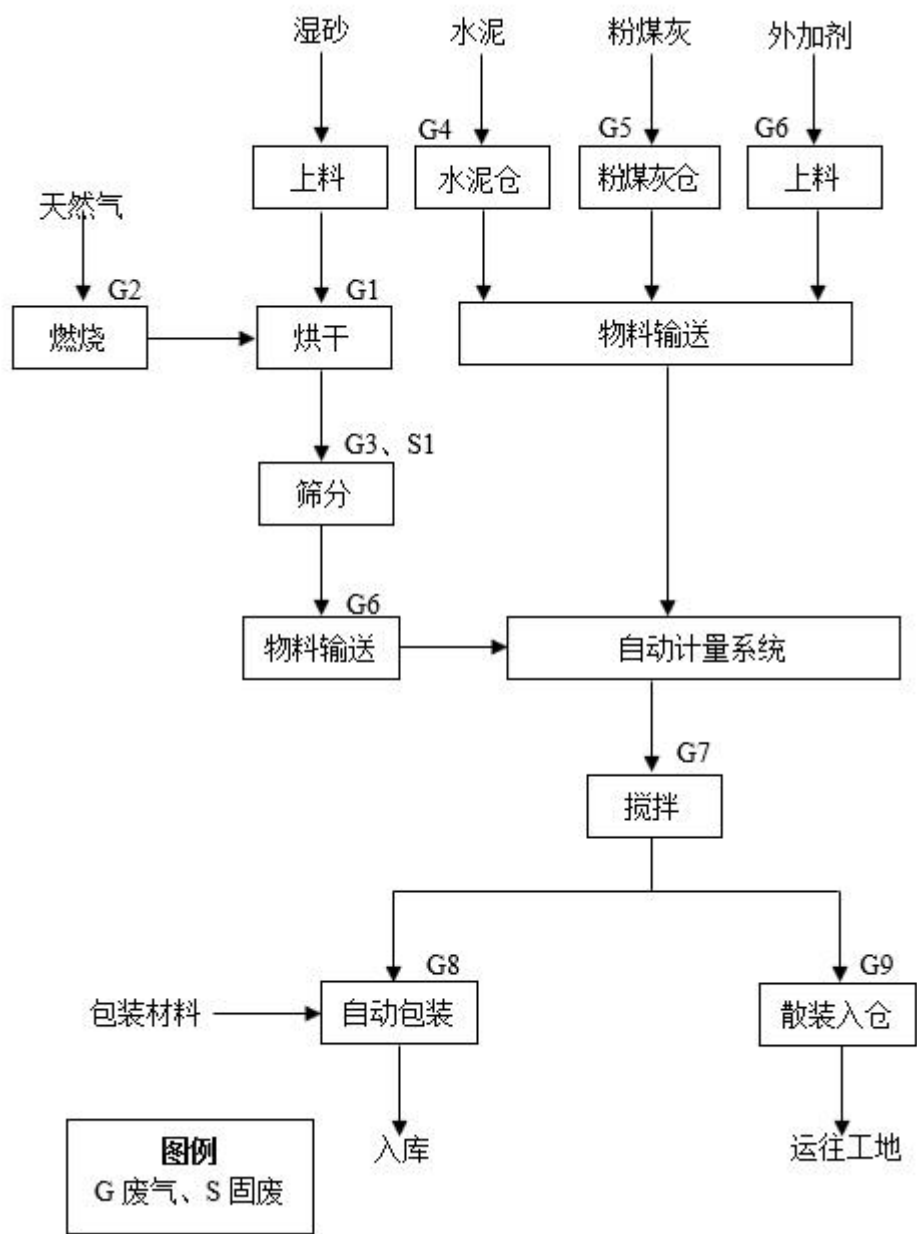 湿砂
水泥
粉煤灰
外加剂
G4
G5
G6
上料
水泥仓
粉煤灰仓
上料
天然气
G2
G1
燃烧
烘干
物料输送
G3、S1
筛分
G6
物料输送
自动计量系统
G7
搅拌
G8
G9
包装材料
自动包装
散装入仓
图例
G 废气、S 固废
入库
运往工地